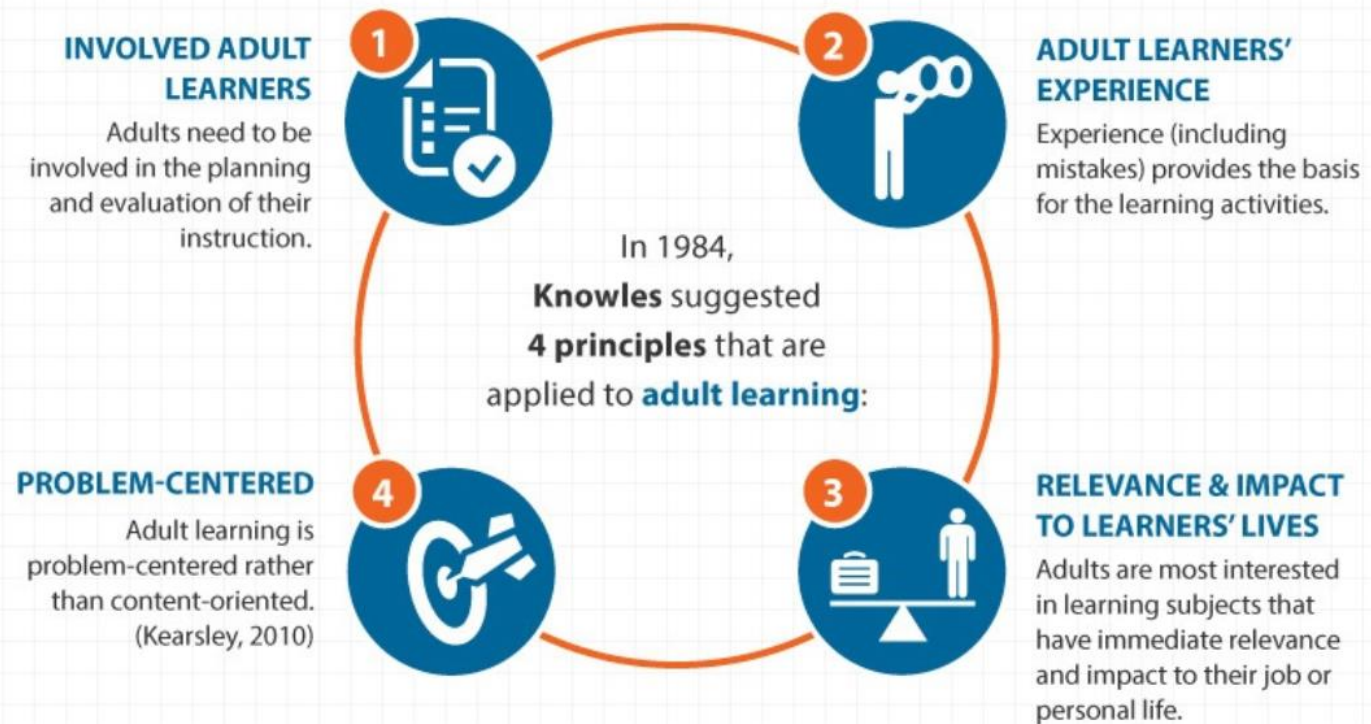 1
INVOLVED ADULT
LEARNERS
Adults need to be
involved in the planning
and evaluation of their
instruction.
2
ADULT LEARNERS’
EXPERIENCE
Experience (including
mistakes) provides the basis
for the learning activities.
In 1984,
Knowles suggested
4 principles that are
applied to adult learning:
3
RELEVANCE & IMPACT
TO LEARNERS’ LIVES
Adults are most interested
in learning subjects that
have immediate relevance
and impact to their job or
personal life.
4
PROBLEM-CENTERED
Adult learning is
problem-centered rather
than content-oriented.
(Kearsley, 2010)